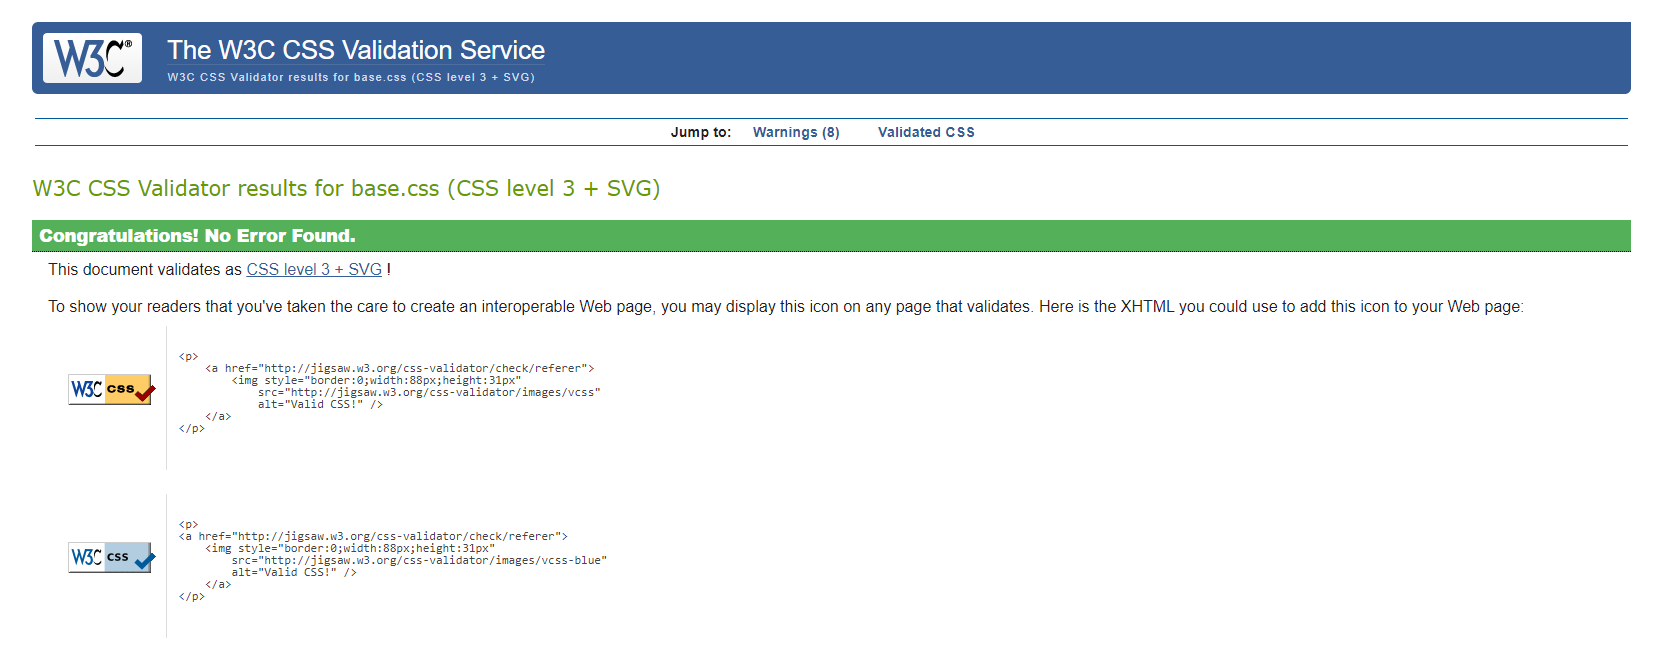 W3C®
The W3C CSS Validation Service
W3C CSS Validator results for base.css (CSS level 3 + SVG)
Jump to: Warnings (8) Validated CSS
W3C CSS Validator results for base.css (CSS level 3 + SVG)
Congratulations! No Error Found.
This document validates as CSS level 3 + SVG !
To show your readers that you've taken the care to create an interoperable Web page, you may display this icon on any page that validates. Here is the XHTML you could use to add this icon to your Web page:
W3C css
<p>
    <a href="http://jigsaw.w3.org/css-validator/check/referer">
        <img style="border:0;width:88px;height:31px"
            src="http://jigsaw.w3.org/css-validator/images/vcss"
            alt="Valid CSS!" />
    </a>
</p>
W3C css
<p>
<a href="http://jigsaw.w3.org/css-validator/check/referer">
    <img style="border:0;width:88px;height:31px"
        src="http://jigsaw.w3.org/css-validator/images/vcss-blue"
        alt="Valid CSS!" />
    </a>
</p>